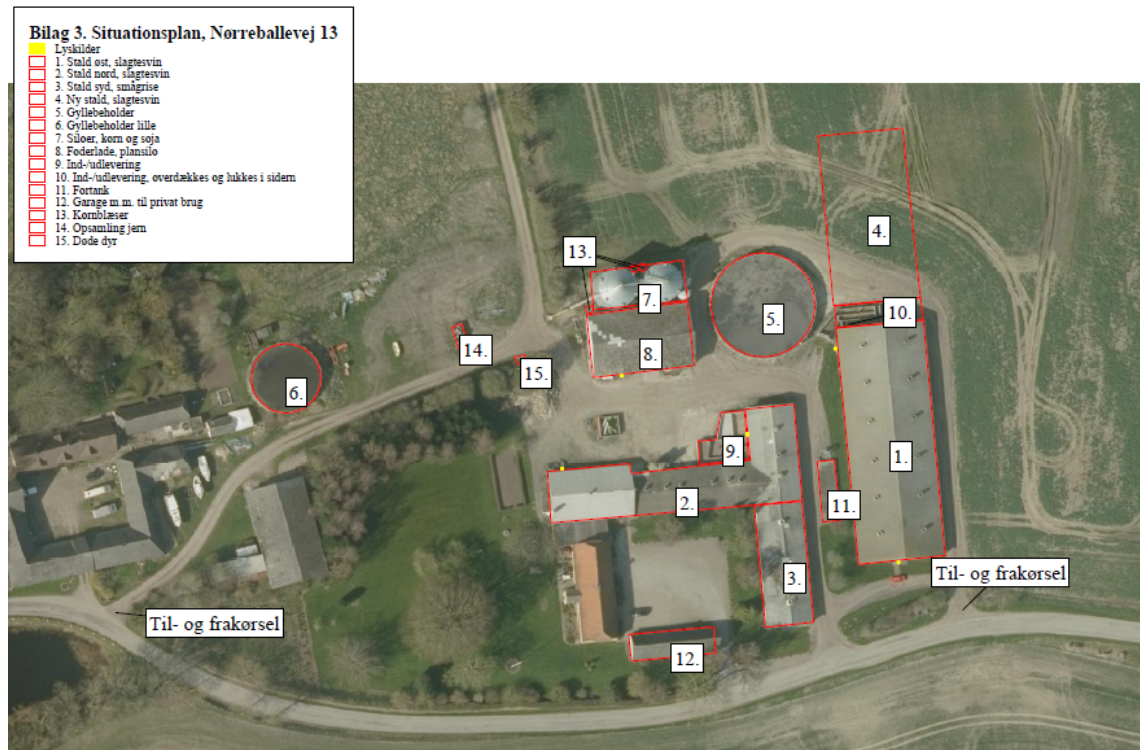 Bilag 3. Situationsplan, Nørreballevej 13
Lyskilder
1. Stald øst, slagtesvin
2. Stald nord, slagtesvin
3. Stald syd, smågrise
4. Ny stald, slagtesvin
5. Gyllebeholder
6. Gyllebeholder lille
7. Siloer, korn og soja
8. Foderlade, plansilo
9. Ind-/udlevering
10. Ind-/udlevering, overdækkes og lukkes i sidern
11. Fortank
12. Garage m.m. til privat brug
13. Kornblæser
14. Opsamling jern
15. Døde dyr
4.
13.
7.
10.
5.
14.
8.
15.
6.
9.
1.
2.
11.
3.
Til- og frakørsel
Til- og frakørsel
12.